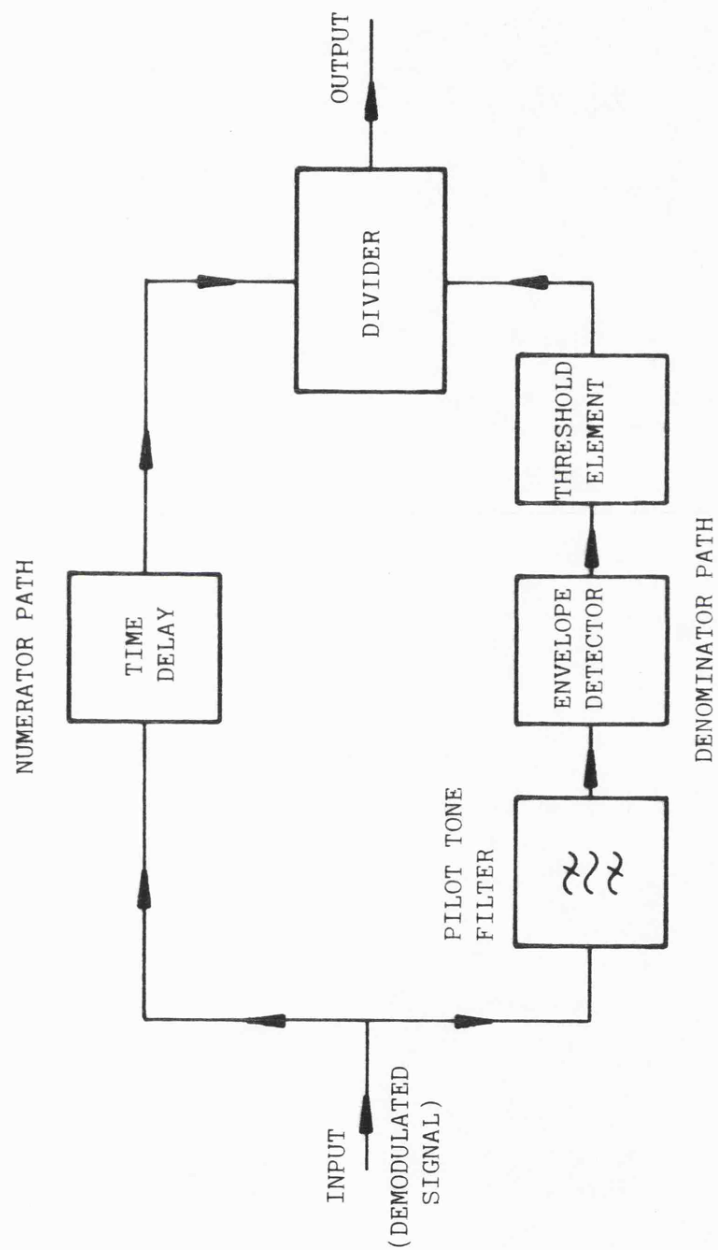 NUMERATOR PATH
TIME
DELAY
INPUT
(DEMODULATED
SIGNAL)
DIVIDER
OUTPUT
PILOT TONE
FILTER
ENVELOPE
DETECTOR
THRESHOLD
ELEMENT
DENOMINATOR PATH